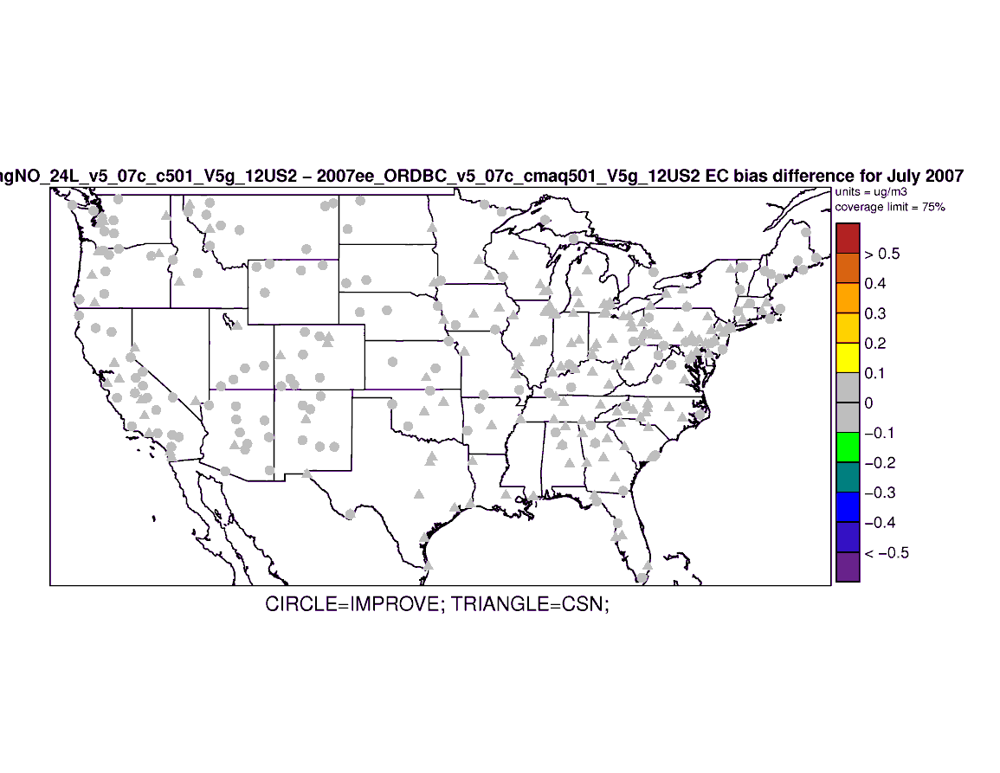 ngNO_24L_v5_07c_c501_V5g_12US2 − 2007ee_ORDBC_v5_07c_cmaq501_V5g_12US2 EC bias difference for July 2007
units = ug/m3
coverage limit = 75%
> 0.5
0.4
0.3
0.2
0.1
0
−0.1
−0.2
−0.3
−0.4
< −0.5
CIRCLE=IMPROVE; TRIANGLE=CSN;